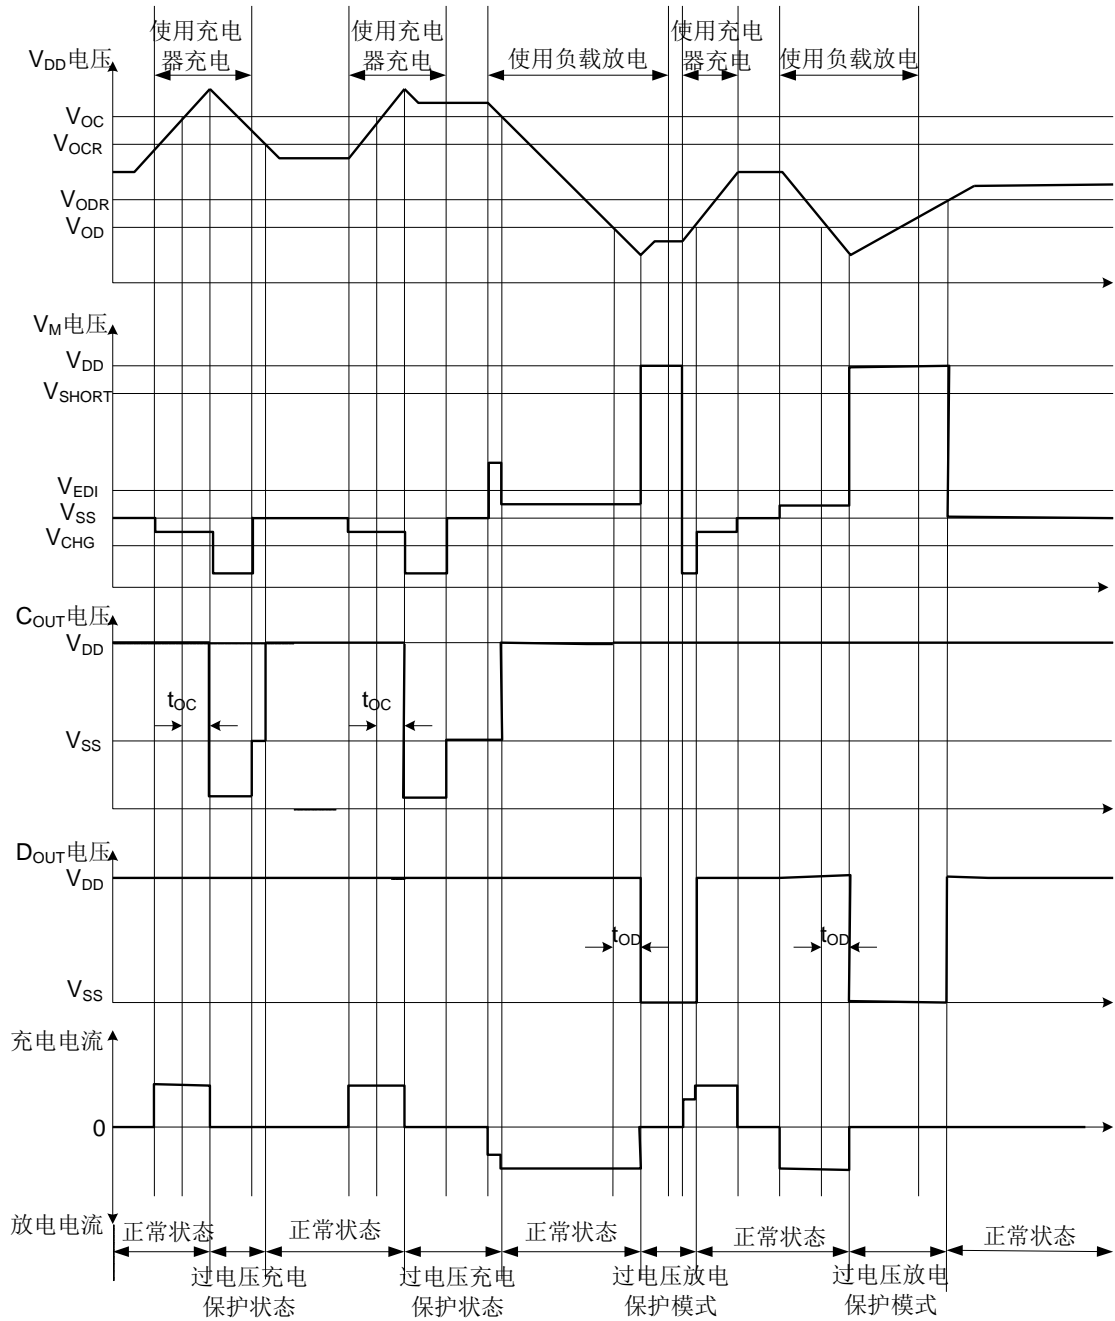 使用充电
器充电
使用充电
器充电
使用负载放电
使用充电
器充电
使用负载放电
VDD电压
VOC
VOCR
VODR
VOD
VM电压
VDD
VSHORT
VEDI
VSS
VCHG
COUT电压
VDD
tOC
tOC
VSS
DOUT电压
VDD
tOD
tOD
VSS
充电电流
0
放电电流
正常状态
正常状态
正常状态
正常状态
正常状态
过电压充电
保护状态
过电压充电
保护状态
过电压放电
保护模式
过电压放电
保护模式